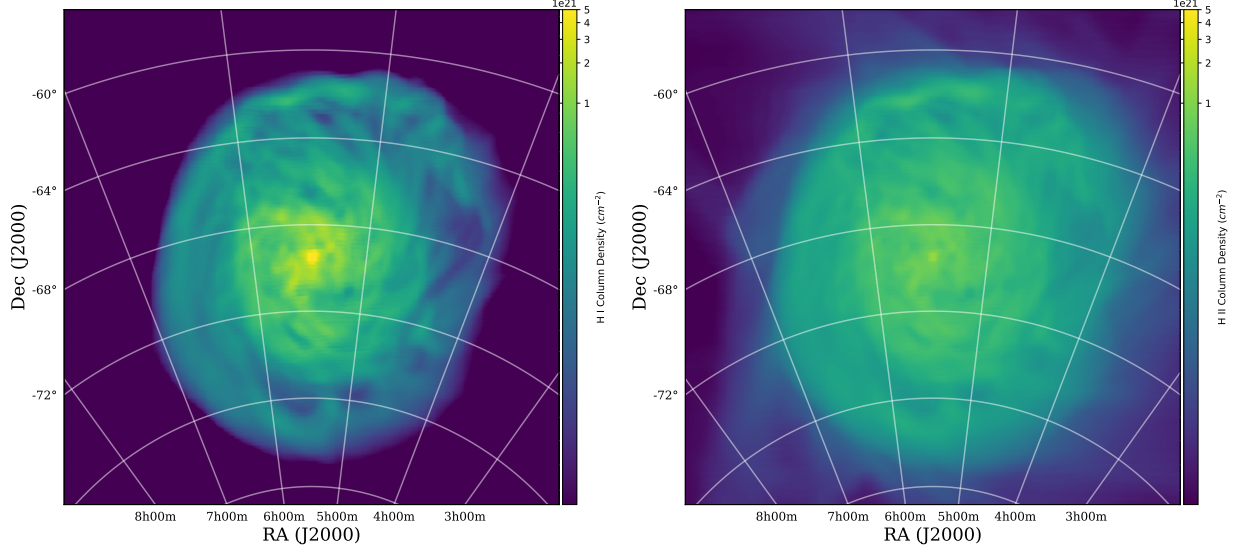 1e21
5
4
3
2
1
H I Column Density (cm⁻²)
-60°
-64°
-68°
-72°
Dec (J2000)
8h00m 7h00m 6h00m 5h00m 4h00m 3h00m
RA (J2000)
1e21
5
4
3
2
1
H II Column Density (cm⁻²)
-60°
-64°
-68°
-72°
Dec (J2000)
8h00m 7h00m 6h00m 5h00m 4h00m 3h00m
RA (J2000)